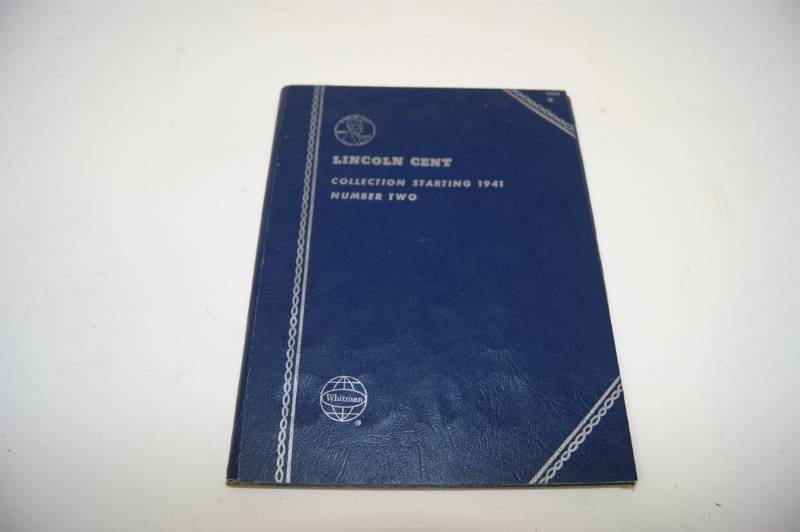 LINCOLN CENT
COLLECTION STARTING 1941
NUMBER TWO
Whitman
®